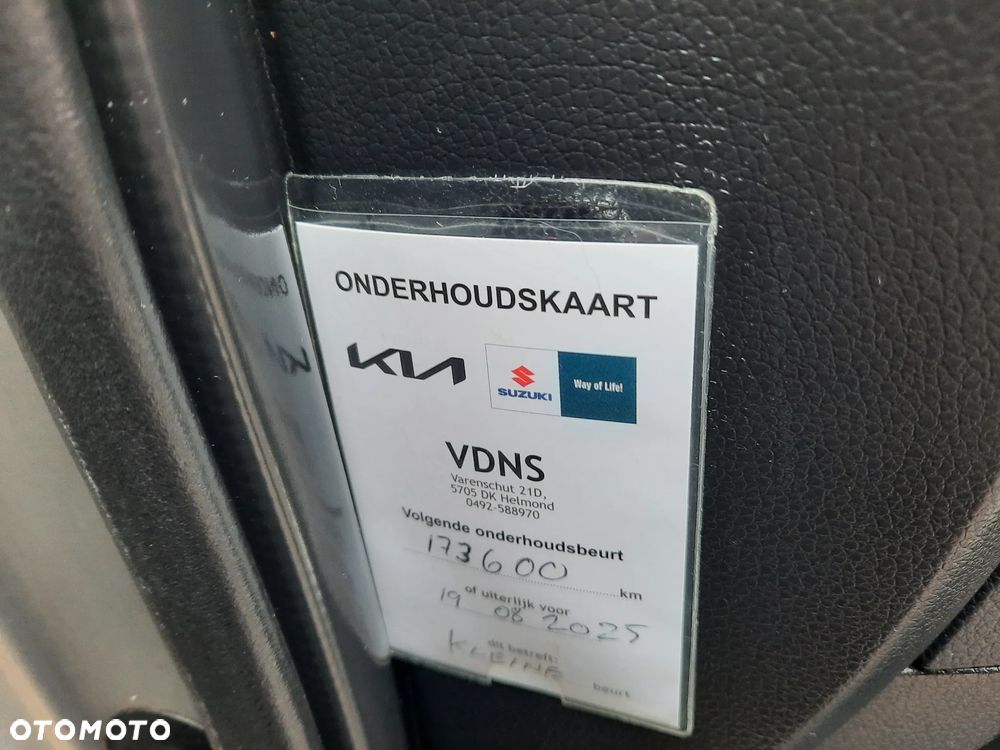 ONDERHOUDSKAART
KIA
SUZUKI
Way of Life!
VDNS
Varenschut 21D,
5705 DK Helmond
0492-588970
Volgende onderhoudsbeurt
173600 km
of uiterlijk voor
19 08 2025
dit betreft:
KLEINE beurt
OTOMOTO